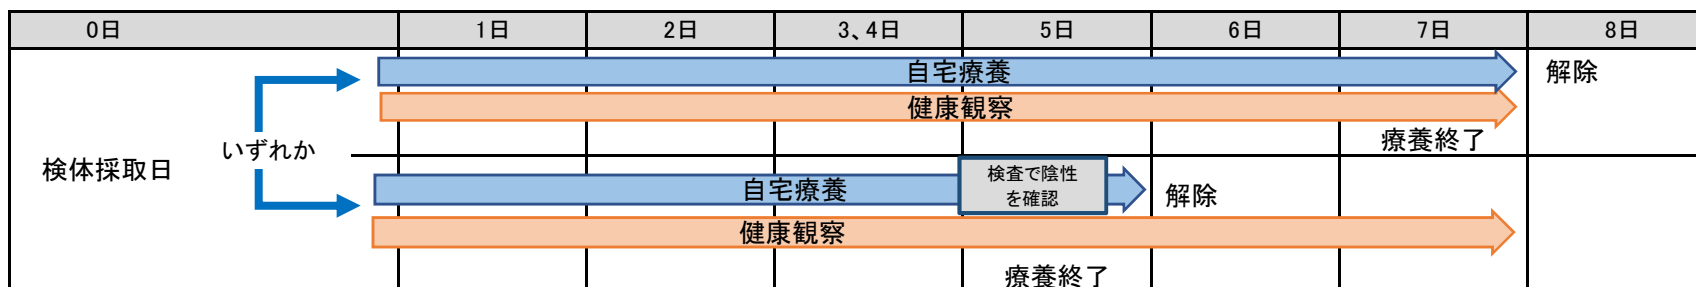 0日 1日 2日 3、4日 5日 6日 7日 8日
自宅療養 解除
健康観察
療養終了
いずれか
検体採取日
検査で陰性
を確認
自宅療養 解除
健康観察
療養終了